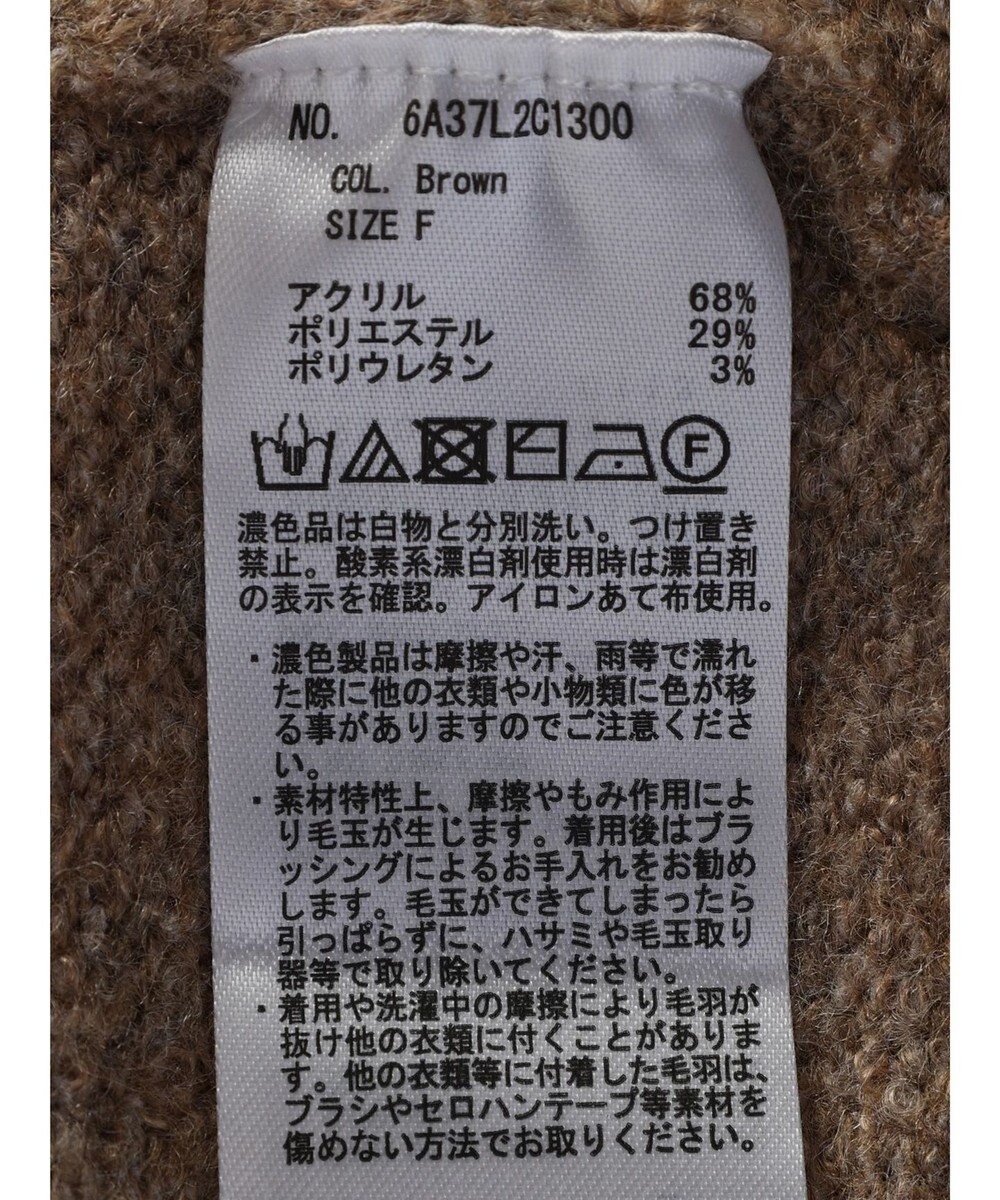 NO. 6A37L2C1300
COL. Brown
SIZE F
アクリル 68%
ポリエステル 29%
ポリウレタン 3%
F
濃色品は白物と分別洗い。つけ置き
禁止。酸素系漂白剤使用時は漂白剤
の表示を確認。アイロンあて布使用。
・濃色製品は摩擦や汗、雨等で濡れ
た際に他の衣類や小物類に色が移
る事がありますのでご注意くださ
い。
・素材特性上、摩擦やもみ作用によ
り毛玉が生じます。着用後はブラ
ッシングによるお手入れをお勧め
します。毛玉ができてしまったら
引っぱらずに、ハサミや毛玉取り
器等で取り除いてください。
・着用や洗濯中の摩擦により毛羽が
抜け他の衣類に付くことがありま
す。他の衣類等に付着した毛羽は、
ブラシやセロハンテープ等素材を
傷めない方法でお取りください。